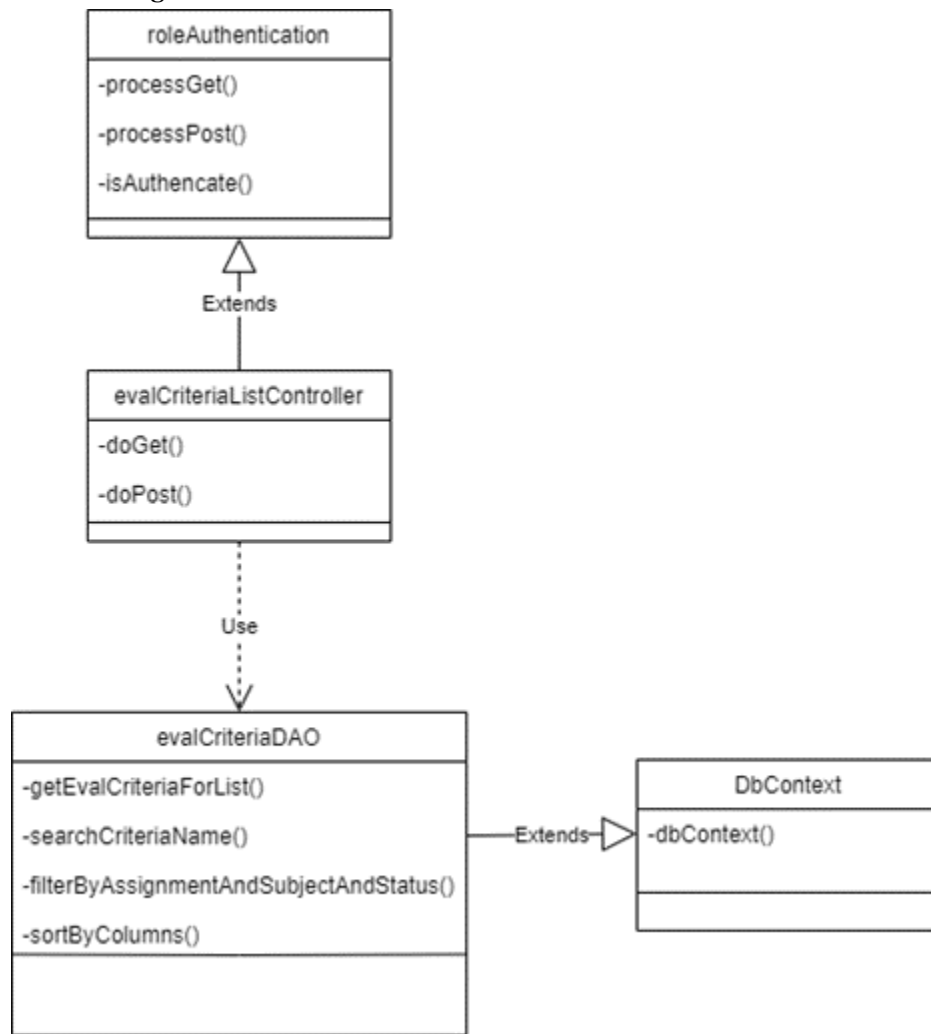 roleAuthentication
-processGet()
-processPost()
-isAuthencate()
Extends
evalCriteriaListController
-doGet()
-doPost()
Use
evalCriteriaDAO
-getEvalCriteriaForList()
-searchCriteriaName()
-filterByAssignmentAndSubjectAndStatus()
-sortByColumns()
Extends
DbContext
-dbContext()